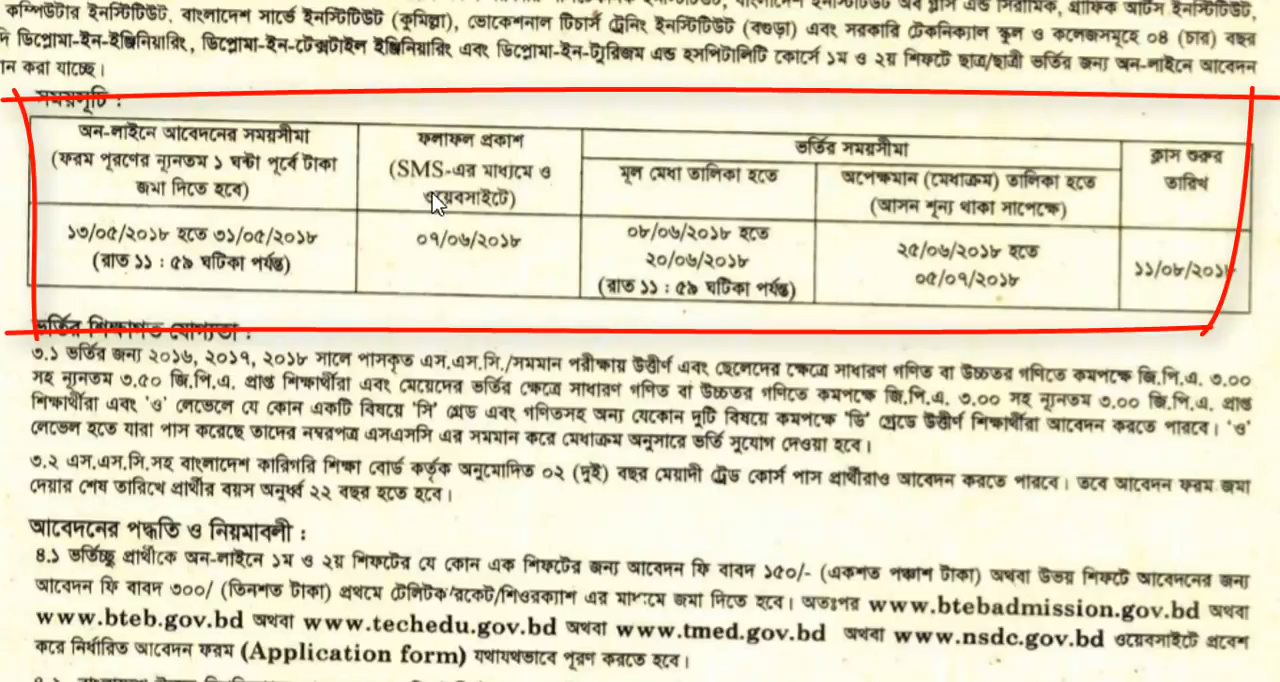 কম্পিউটার ইনস্টিটিউট, বাংলাদেশ সার্ভে ইনস্টিটিউট (কুমিল্লা), ভোকেশনাল টিচার্স ট্রেনিং ইনস্টিটিউট (বগুড়া) এবং সরকারি টেকনিক্যাল স্কুল ও কলেজসমূহে ০৪ (চার) বছর
ডিপ্লোমা-ইন-ইঞ্জিনিয়ারিং, ডিপ্লোমা-ইন-টেক্সটাইল ইঞ্জিনিয়ারিং এবং ডিপ্লোমা-ইন-ট্যুরিজম এন্ড হসপিটালিটি কোর্সে ১ম ও ২য় শিফটে ছাত্র/ছাত্রী ভর্তির জন্য অন-লাইনে আবেদন
করা যাচ্ছে।
সময়সূচি :
অন-লাইনে আবেদনের সময়সীমা
(ফরম পূরণের ন্যূনতম ১ ঘন্টা পূর্বে টাকা
জমা দিতে হবে)
ফলাফল প্রকাশ
(SMS-এর মাধ্যমে ও
ওয়েবসাইটে)
ভর্তির সময়সীমা
মূল মেধা তালিকা হতে
অপেক্ষমান (মেধাক্রম) তালিকা হতে
(আসন শূন্য থাকা সাপেক্ষে)
ক্লাস শুরুর
তারিখ
১৩/০৫/২০১৮ হতে ৩১/০৫/২০১৮
(রাত ১১ : ৫৯ ঘটিকা পর্যন্ত)
০৭/০৬/২০১৮
০৮/০৬/২০১৮ হতে
২০/০৬/২০১৮
(রাত ১১ : ৫৯ ঘটিকা পর্যন্ত)
২৫/০৬/২০১৮ হতে
০৫/০৭/২০১৮
১১/০৮/২০১৮
ভর্তির শিক্ষাগত যোগ্যতা :
৩.১ ভর্তির জন্য ২০১৬, ২০১৭, ২০১৮ সালে পাসকৃত এস.এস.সি./সমমান পরীক্ষায় উত্তীর্ণ এবং ছেলেদের ক্ষেত্রে সাধারণ গণিত বা উচ্চতর গণিতে কমপক্ষে জি.পি.এ. ৩.০০
সহ ন্যূনতম ৩.৫০ জি.পি.এ. প্রাপ্ত শিক্ষার্থীরা এবং মেয়েদের ভর্তির ক্ষেত্রে সাধারণ গণিত বা উচ্চতর গণিতে জি.পি.এ. ৩.০০ সহ ন্যূনতম ৩.০০ জি.পি.এ. প্রাপ্ত
শিক্ষার্থীরা এবং 'ও' লেভেলে যে কোন একটি বিষয়ে 'সি' গ্রেড এবং গণিতসহ অন্য যেকোন দুটি বিষয়ে কমপক্ষে 'ডি' গ্রেডে উত্তীর্ণ শিক্ষার্থীরা আবেদন করতে পারবে। 'ও'
লেভেল হতে যারা পাস করেছে তাদের নম্বরপত্র এসএসসি এর সমমান করে মেধাক্রম অনুসারে ভর্তি সুযোগ দেওয়া হবে।
৩.২ এস.এস.সি.সহ বাংলাদেশ কারিগরি শিক্ষা বোর্ড কর্তৃক অনুমোদিত ০২ (দুই) বছর মেয়াদী ট্রেড কোর্স পাস প্রার্থীরাও আবেদন করতে পারবে। তবে আবেদন ফরম জমা
দেয়ার শেষ তারিখে প্রার্থীর বয়স অনুর্ধ্ব ২২ বছর হতে হবে।
আবেদনের পদ্ধতি ও নিয়মাবলী :
৪.১ ভর্তিচ্ছু প্রার্থীকে অন-লাইনে ১ম ও ২য় শিফটের যে কোন এক শিফটের জন্য আবেদন ফি বাবদ ১৫০/- (একশত পঞ্চাশ টাকা) অথবা উভয় শিফটে আবেদনের জন্য
আবেদন ফি বাবদ ৩০০/ (তিনশত টাকা) প্রথমে টেলিটক/রকেট/শিওরক্যাশ এর মাধ্যমে জমা দিতে হবে। অতঃপর www.btebadmission.gov.bd অথবা
www.bteb.gov.bd অথবা www.techedu.gov.bd অথবা www.tmed.gov.bd অথবা www.nsdc.gov.bd ওয়েবসাইটে প্রবেশ
করে নির্ধারিত আবেদন ফরম (Application form) যথাযথভাবে পূরণ করতে হবে।